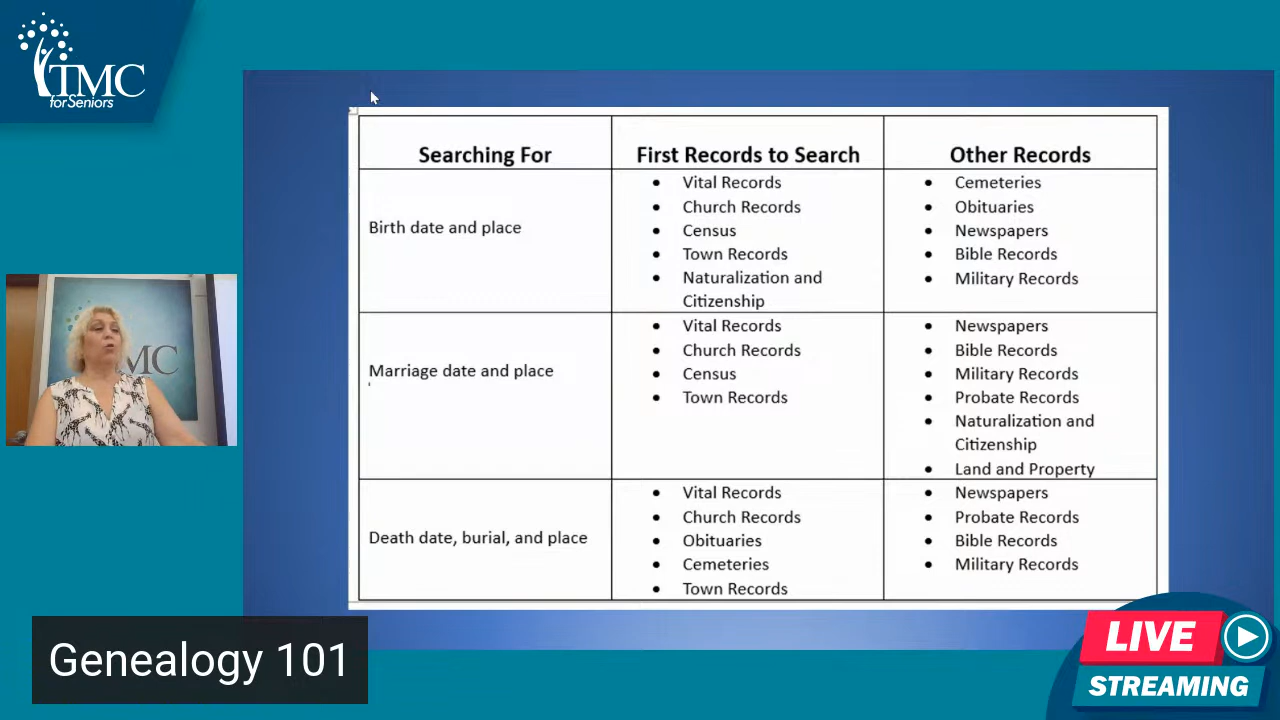 TMC
for Seniors
Searching For
First Records to Search
Other Records
Birth date and place
• Vital Records
• Church Records
• Census
• Town Records
• Naturalization and
Citizenship
• Cemeteries
• Obituaries
• Newspapers
• Bible Records
• Military Records
Marriage date and place
• Vital Records
• Church Records
• Census
• Town Records
• Newspapers
• Bible Records
• Military Records
• Probate Records
• Naturalization and
Citizenship
• Land and Property
Death date, burial, and place
• Vital Records
• Church Records
• Obituaries
• Cemeteries
• Town Records
• Newspapers
• Probate Records
• Bible Records
• Military Records
MC
Genealogy 101
LIVE
STREAMING